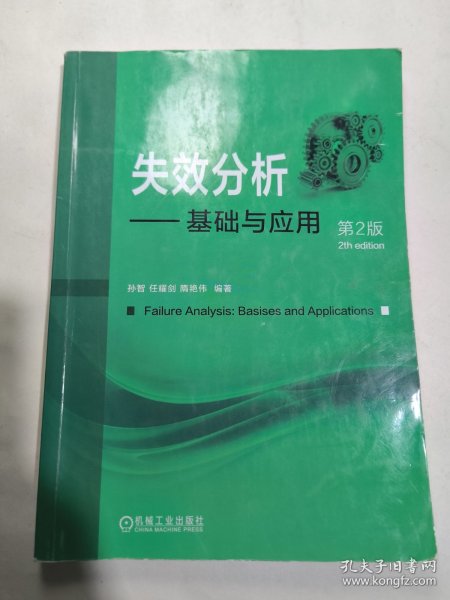 失效分析
——基础与应用
第2版
2th edition
孙智 任耀剑 隋艳伟 编著
Failure Analysis: Basises and Applications
机械工业出版社
CHINA MACHINE PRESS
孔夫子旧书网
www.kongfz.com